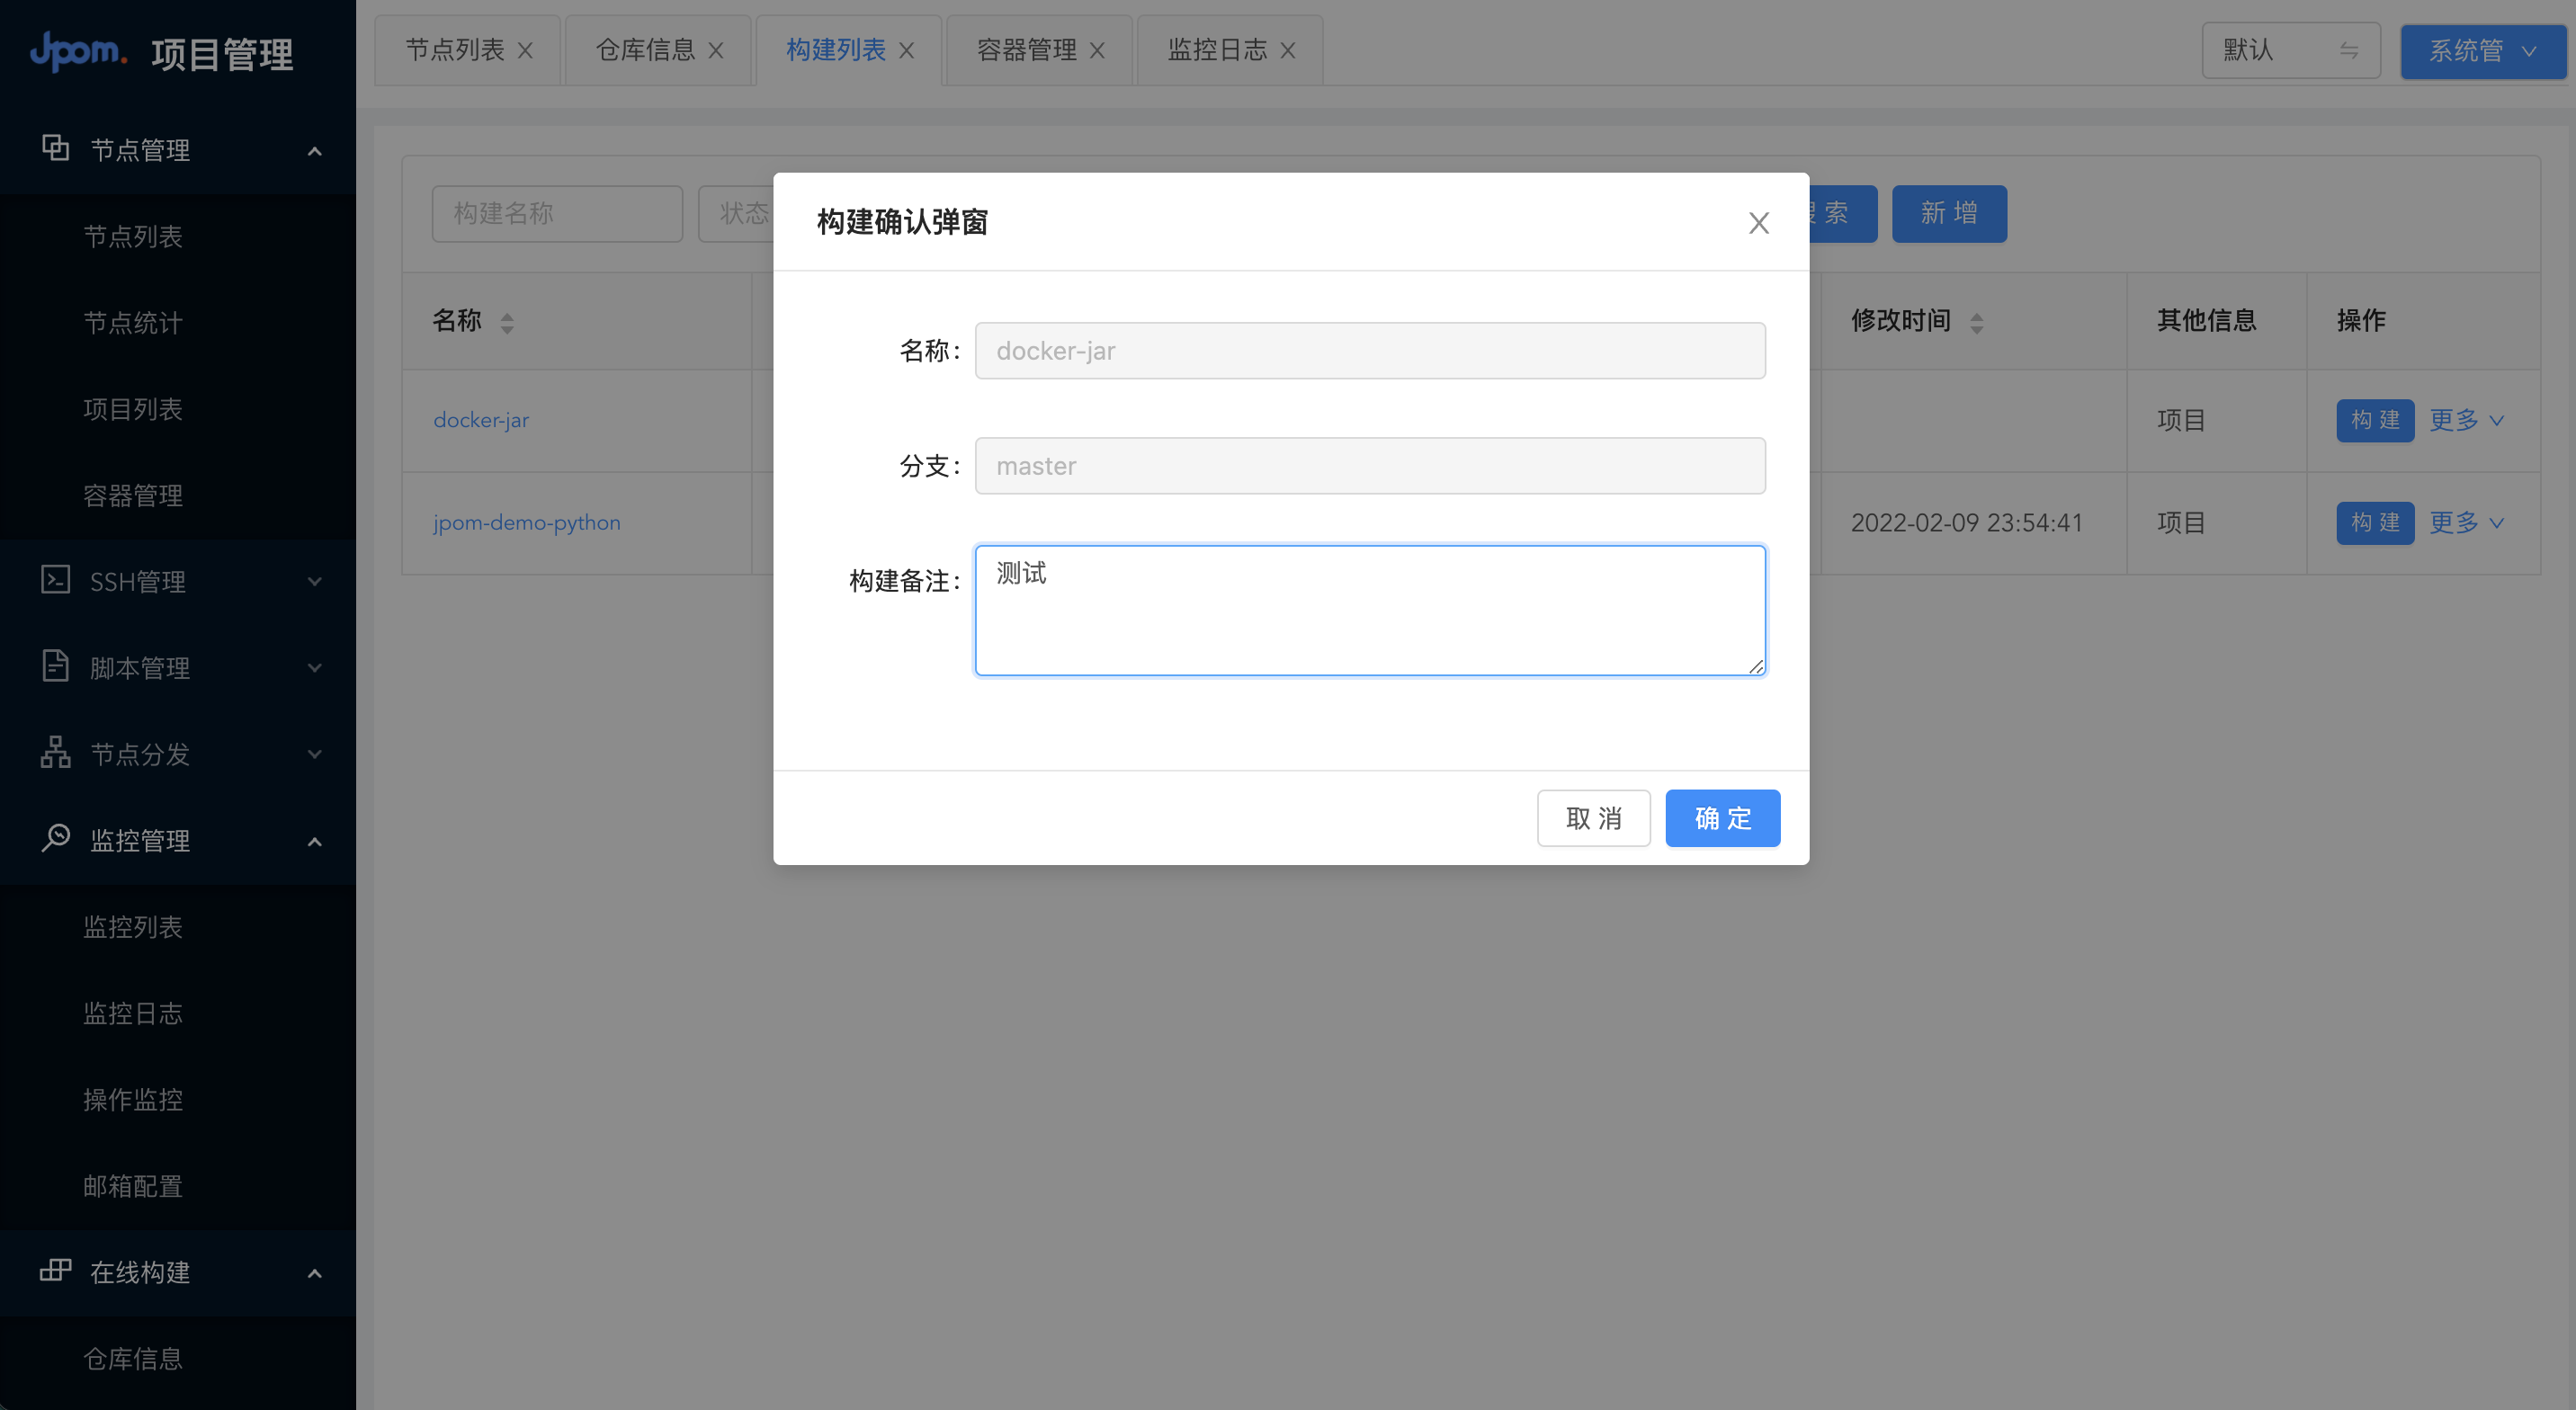 Jpom. 项目管理
节点管理
节点列表
节点统计
项目列表
容器管理
SSH管理
脚本管理
节点分发
监控管理
监控列表
监控日志
操作监控
邮箱配置
在线构建
仓库信息
节点列表
仓库信息
构建列表
容器管理
监控日志
默认
系统管
构建名称
状态
索
新 增
名称
修改时间
其他信息
操作
docker-jar
项目
构 建
更多
jpom-demo-python
2022-02-09 23:54:41
项目
构 建
更多
构建确认弹窗
名称:
docker-jar
分支:
master
构建备注:
测试
取 消
确 定